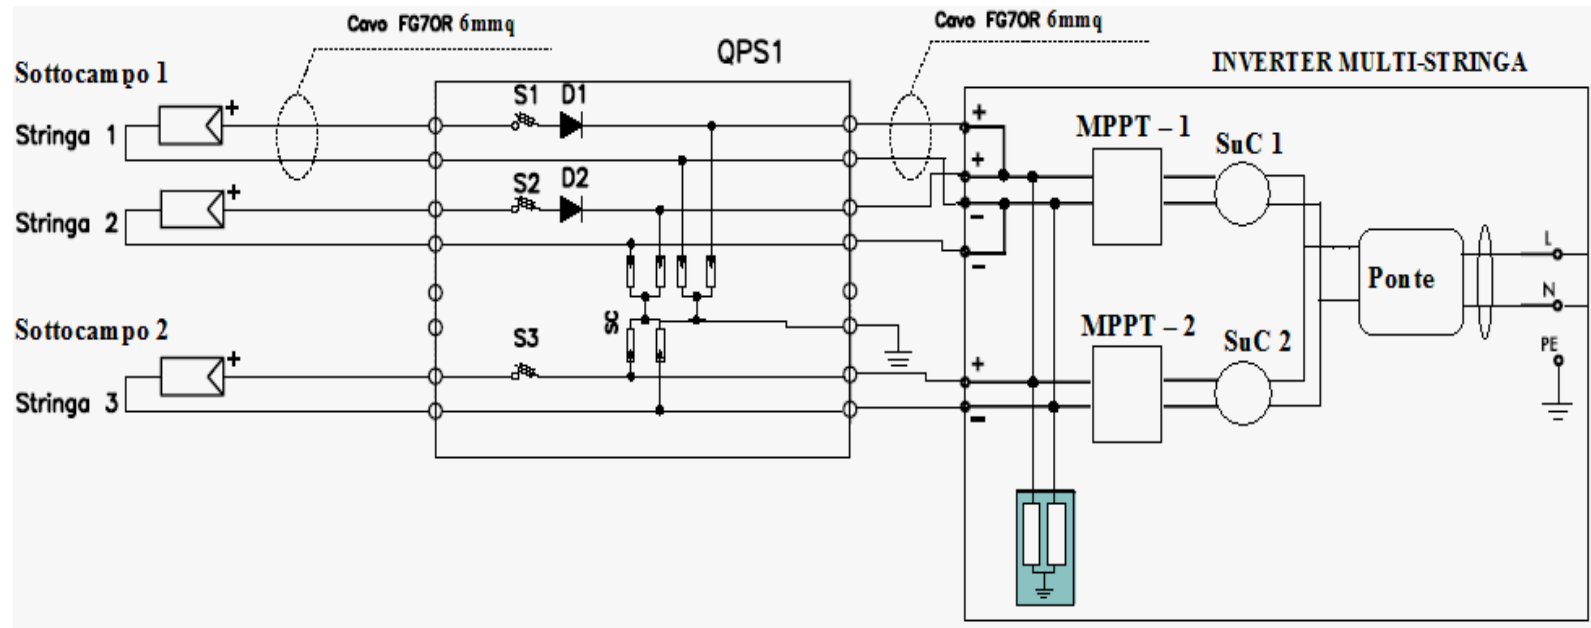 Cavo FG7OR 6mmq
Cavo FG7OR 6mmq
QPS1
INVERTER MULTI-STRINGA
Sottocampo 1
S1 D1
+
+
MPPT – 1
Stringa 1
SuC 1
+
S2 D2
+
–
Stringa 2
–
L
Ponte
N
Sottocampo 2
SC
MPPT – 2
S3
SuC 2
PE
+
+
Stringa 3
–